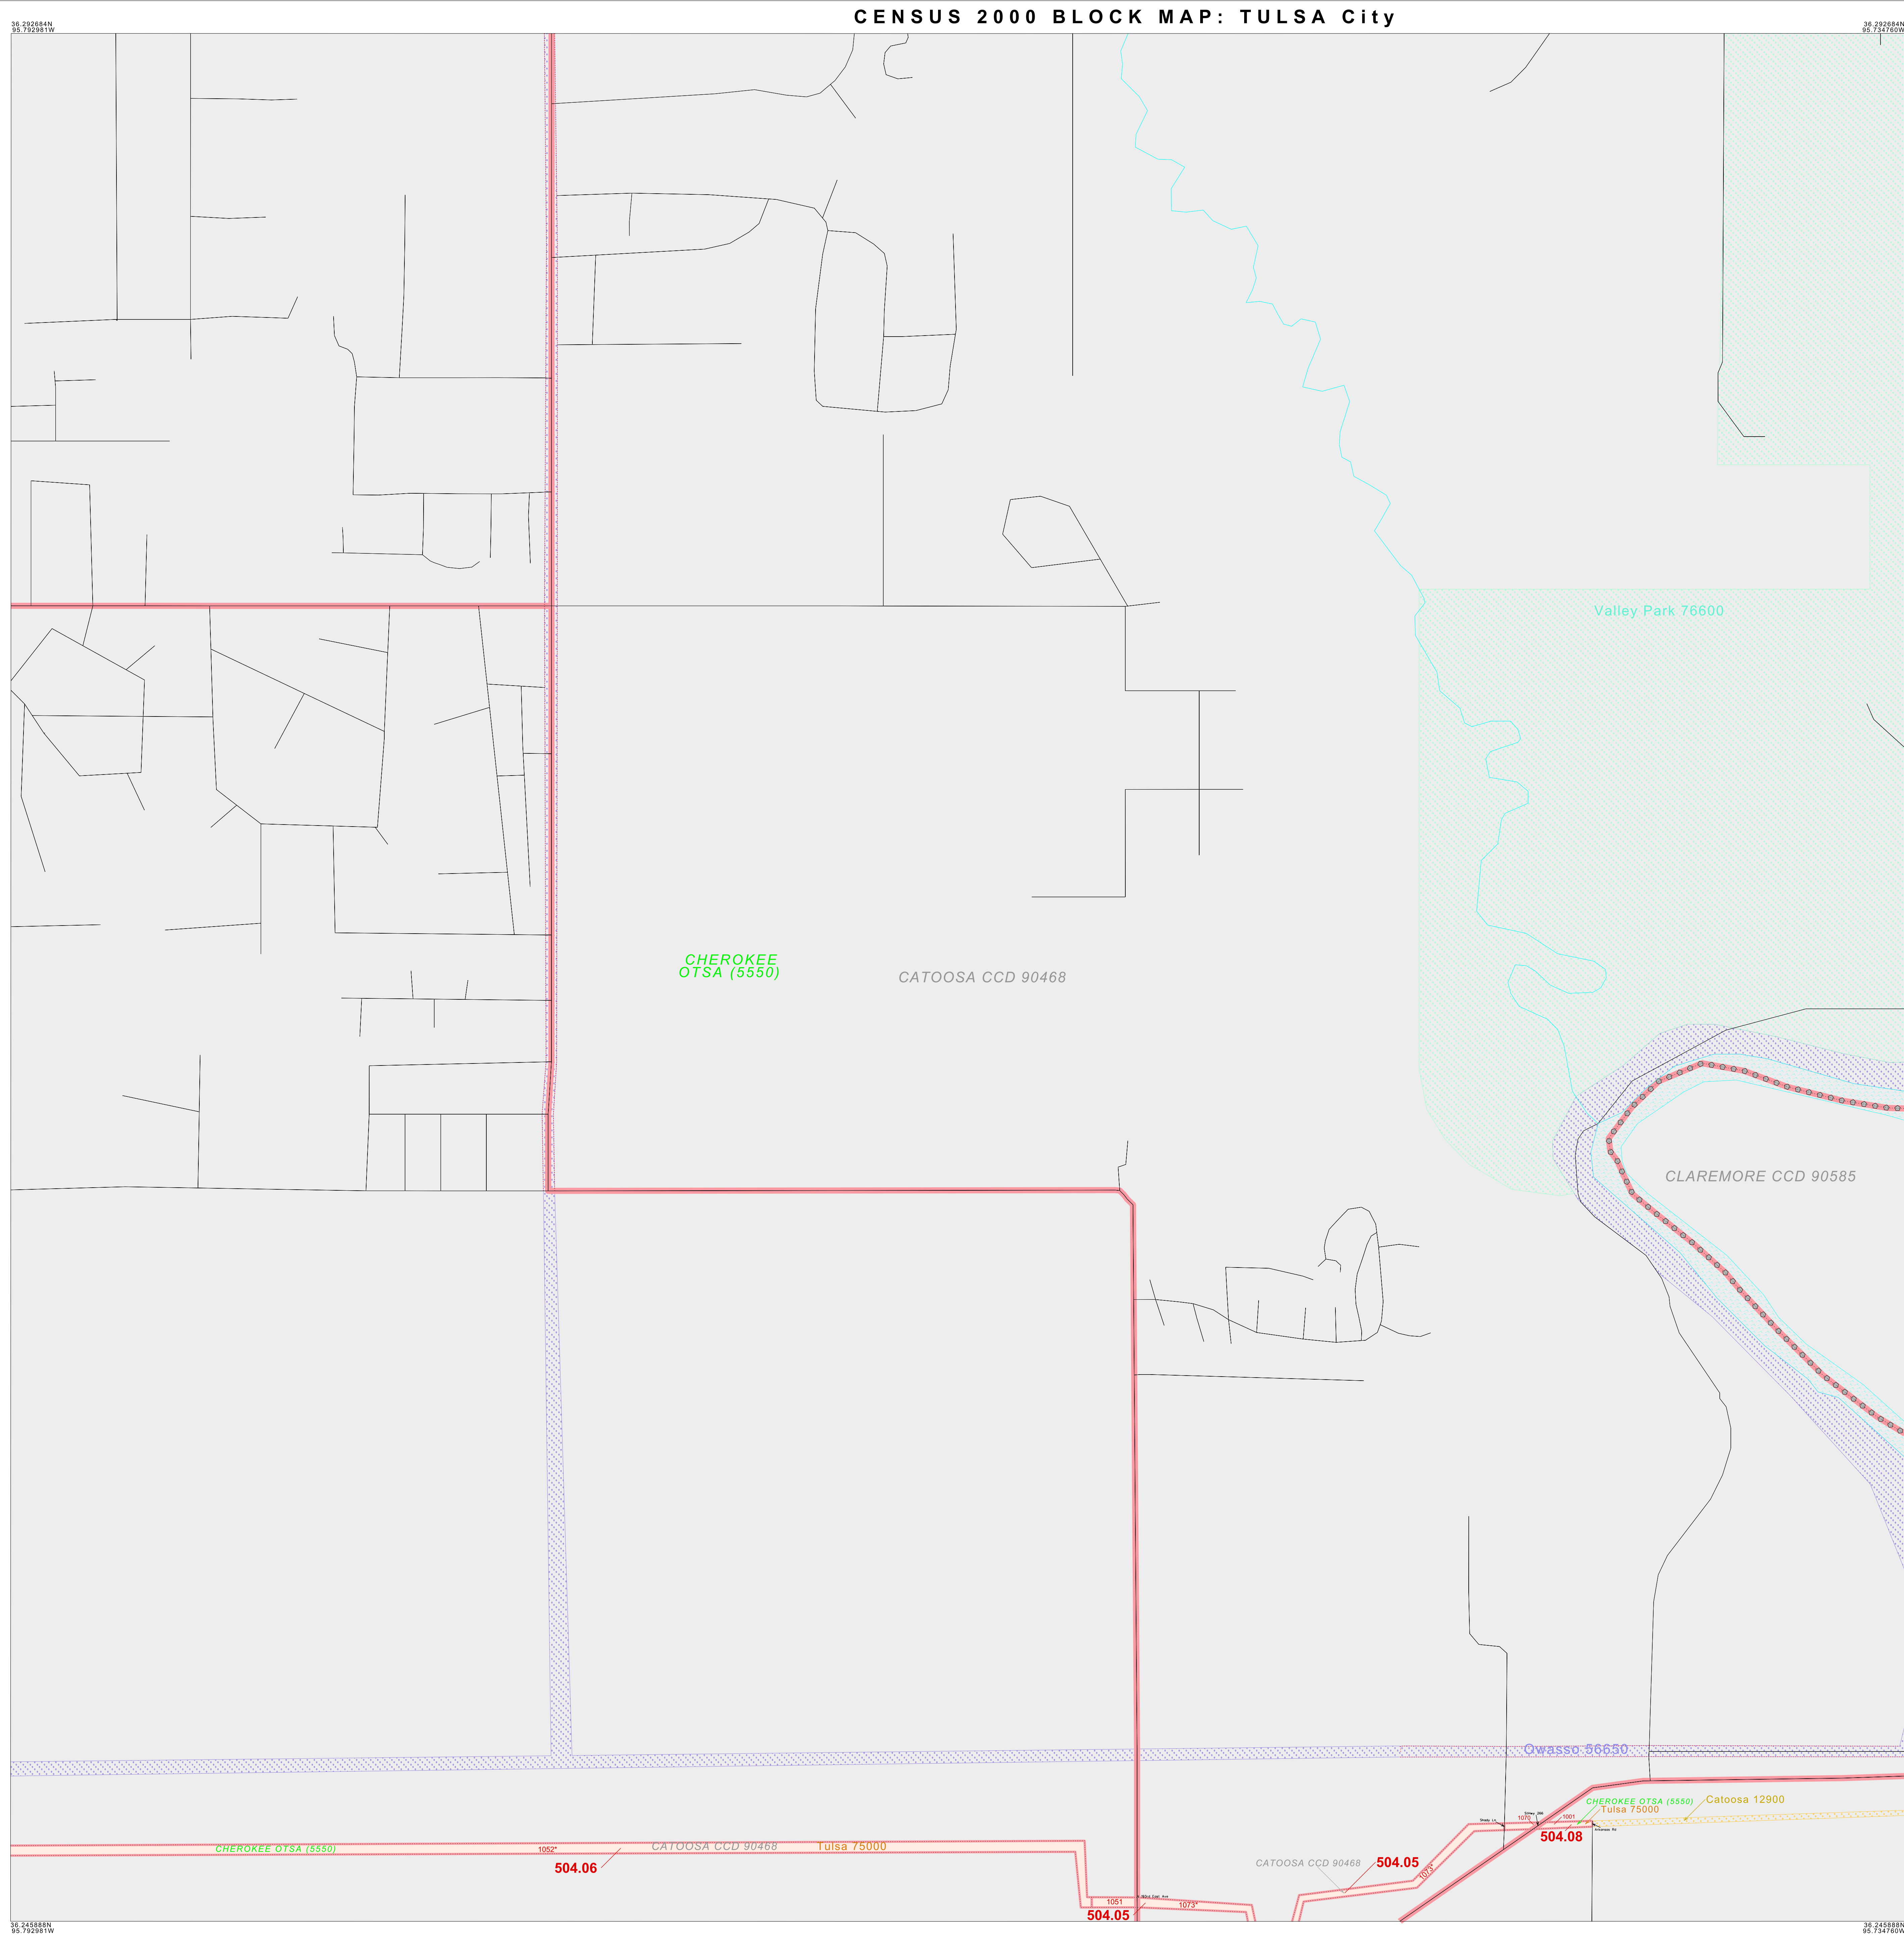 CENSUS 2000 BLOCK MAP: TULSA City
36.292684N
95.792981W
36.292684N
95.734760W
Valley Park 76600
CHEROKEE
OTSA (5550)
CATOOSA CCD 90468
CLAREMORE CCD 90585
Owasso 56650
CHEROKEE OTSA (5550)
Catoosa 12900
Tulsa 75000
1070
1001
504.08
CHEROKEE OTSA (5550)
1052*
CATOOSA CCD 90468
Tulsa 75000
504.06
CATOOSA CCD 90468
504.05
1073*
1051
1073*
504.05
36.245888N
95.792981W
36.245888N
95.734760W